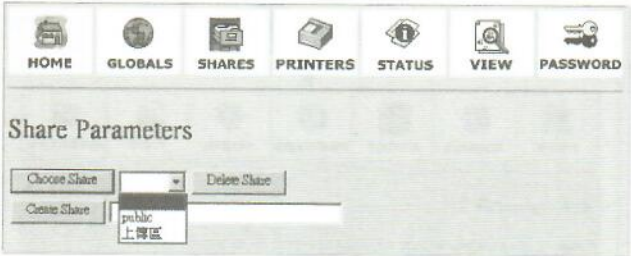 HOME GLOBALS SHARES PRINTERS STATUS VIEW PASSWORD
Share Parameters
Choose Share Delete Share
Create Share
public
上傳區